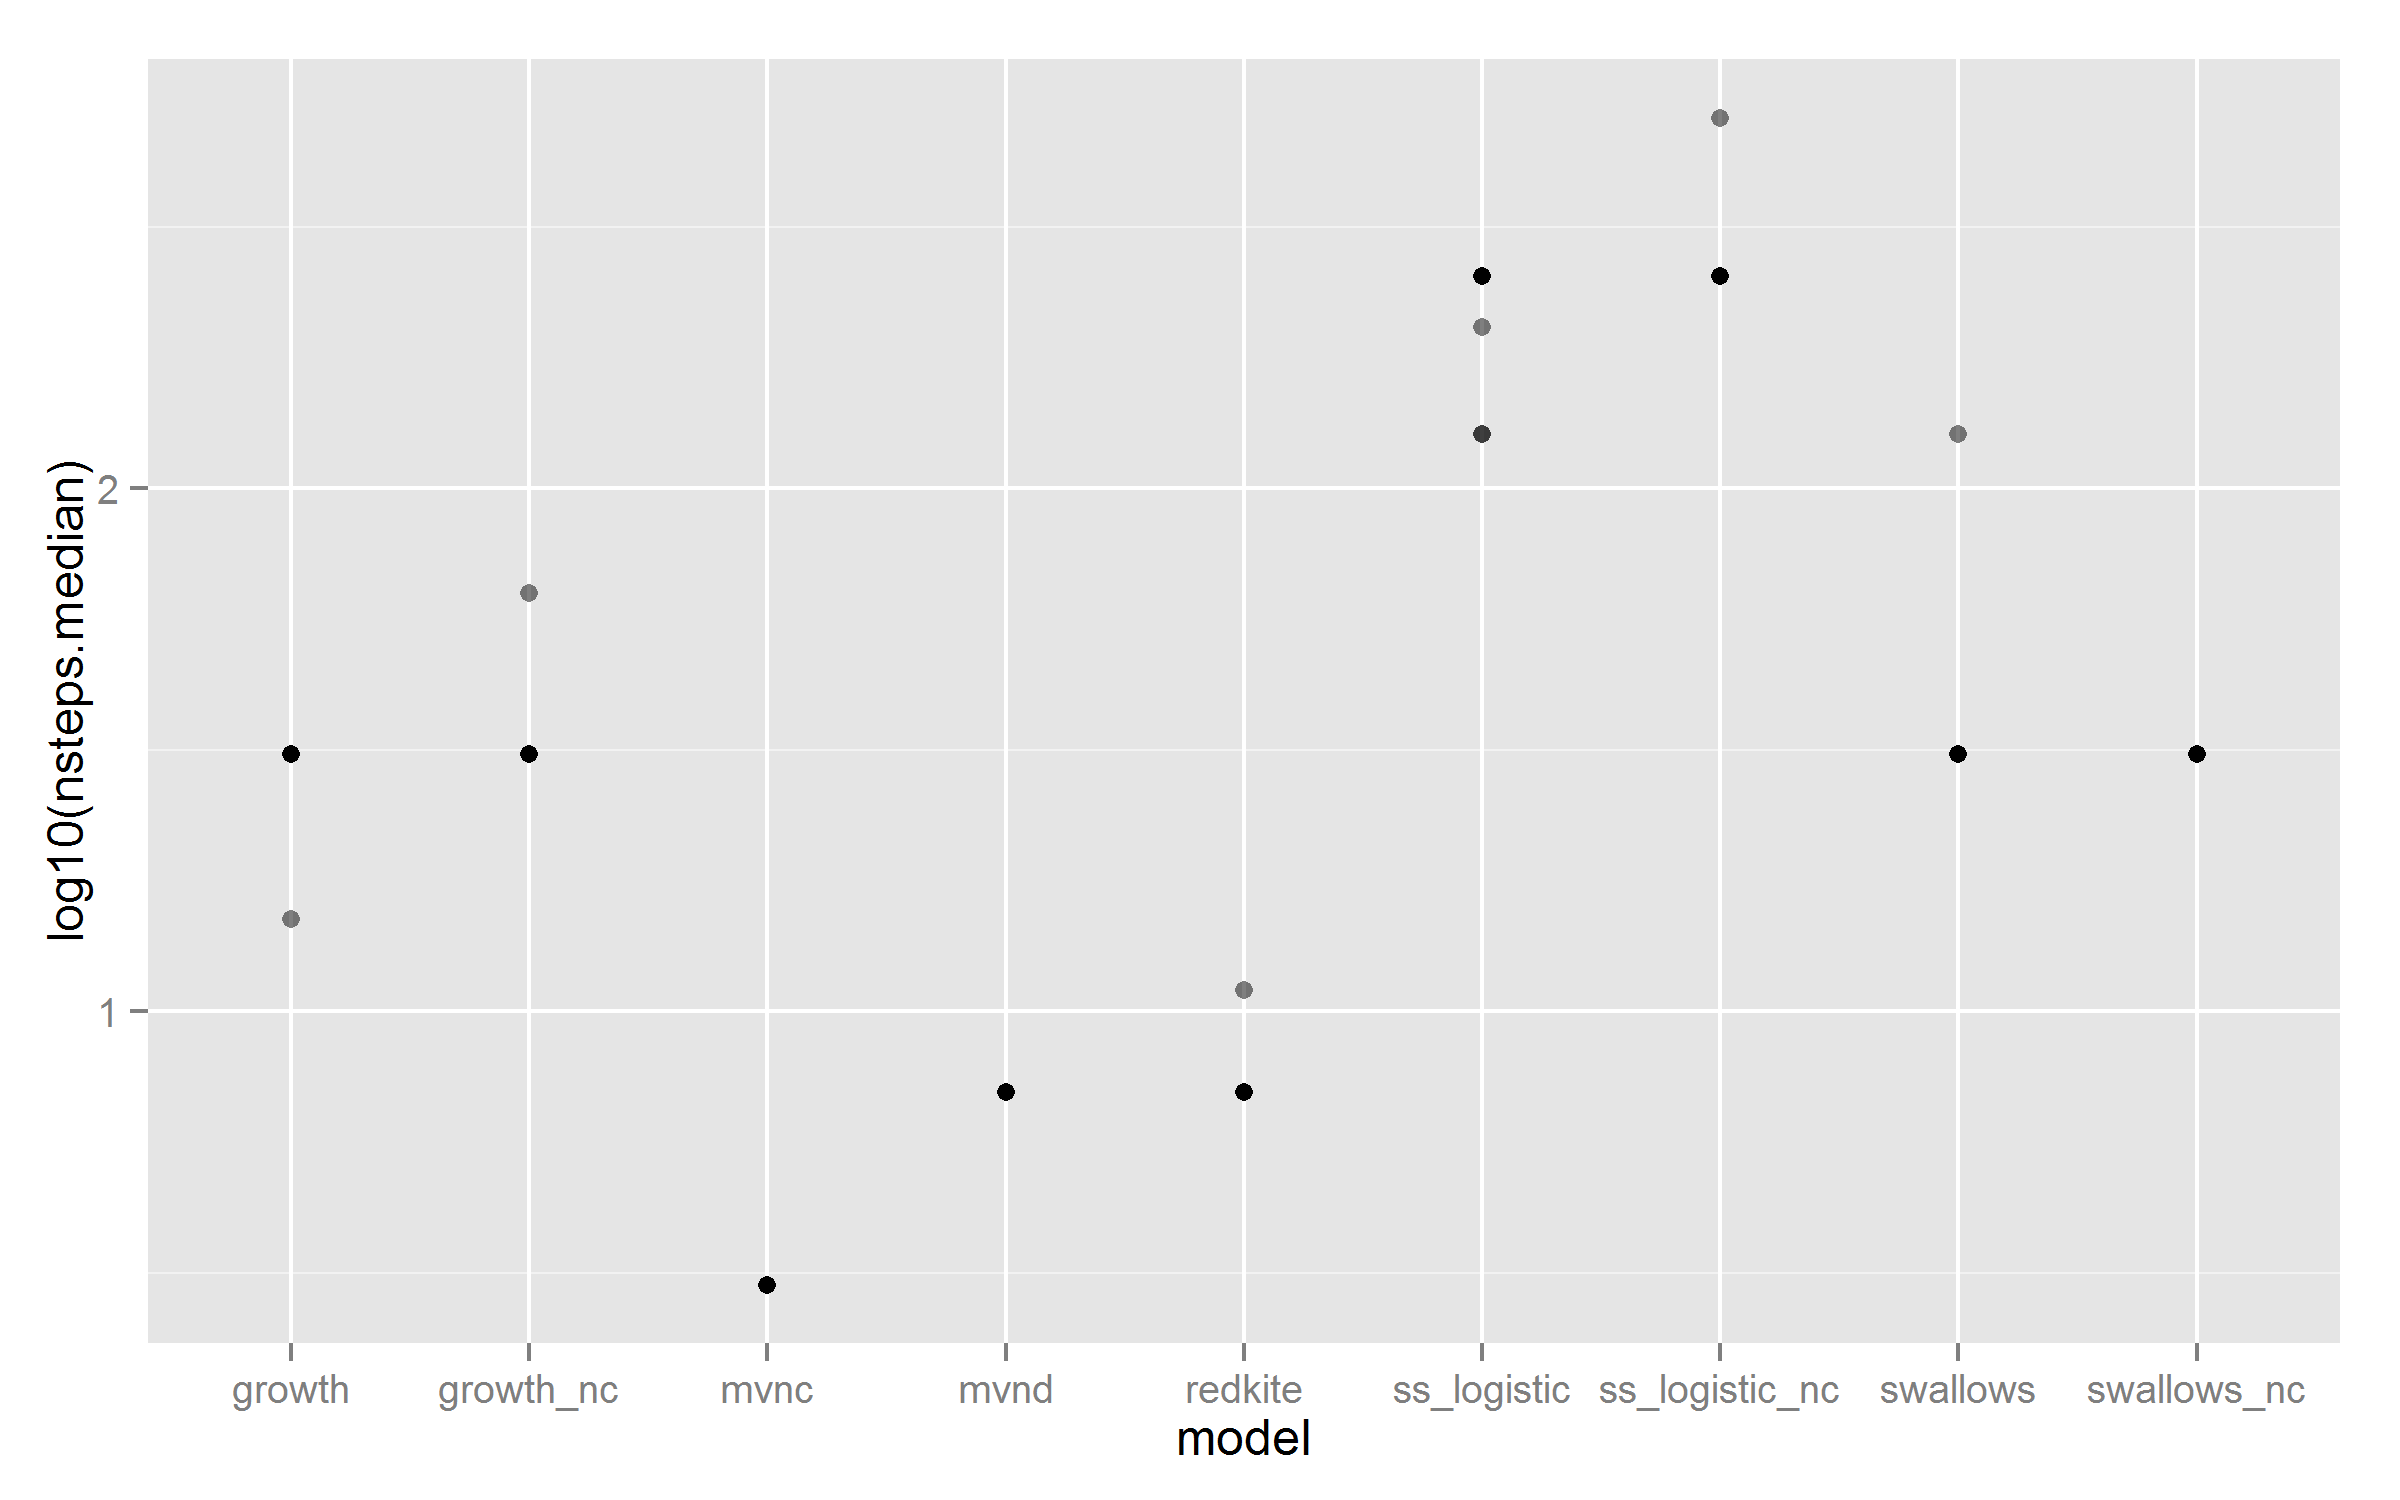 log10(nsteps.median)
2
1
growth growth_nc mvnc mvnd redkite ss_logistic ss_logistic_nc swallows swallows_nc
model